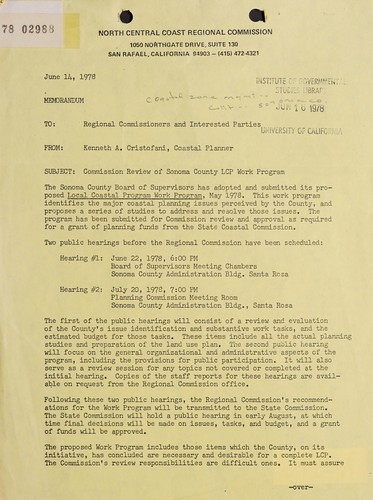 78 02988
NORTH CENTRAL COAST REGIONAL COMMISSION
1050 NORTHGATE DRIVE, SUITE 130
SAN RAFAEL, CALIFORNIA 94903 — (415) 472-4321
June 14, 1978
INSTITUTE OF GOVERNMENTAL
STUDIES LIBRARY
MEMORANDUM
JUN 16 1978
TO: Regional Commissioners and Interested Parties
UNIVERSITY OF CALIFORNIA
FROM: Kenneth A. Cristofani, Coastal Planner
SUBJECT: Commission Review of Sonoma County LCP Work Program
The Sonoma County Board of Supervisors has adopted and submitted its pro-
posed Local Coastal Program Work Program, May 1978. This work program
identifies the major coastal planning issues perceived by the County, and
proposes a series of studies to address and resolve those issues. The
program has been submitted for Commission review and approval as required
for a grant of planning funds from the State Coastal Commission.
Two public hearings before the Regional Commission have been scheduled:
Hearing #1: June 22, 1978, 6:00 PM
Board of Supervisors Meeting Chambers
Sonoma County Administration Bldg. Santa Rosa
Hearing #2: July 20, 1978, 7:00 PM
Planning Commission Meeting Room
Sonoma County Administration Bldg., Santa Rosa
The first of the public hearings will consist of a review and evaluation
of the County's issue identification and substantive work tasks, and the
estimated budget for those tasks. These items include all the actual planning
studies and preparation of the land use plan. The second public hearing
will focus on the general organizational and administrative aspects of the
program, including the provisions for public participation. It will also
serve as a review session for any topics not covered or completed at the
initial hearing. Copies of the staff reports for these hearings are avail-
able on request from the Regional Commission office.
Following these two public hearings, the Regional Commission's recommend-
ations for the Work Program will be transmitted to the State Commission.
The State Commission will hold a public hearing in early August, at which
time final decisions will be made on issues, tasks, and budget, and a grant
of funds will be approved.
The proposed Work Program includes those items which the County, on its
initiative, has concluded are necessary and desirable for a complete LCP.
The Commission's review responsibilities are difficult ones. It must assure
-over-